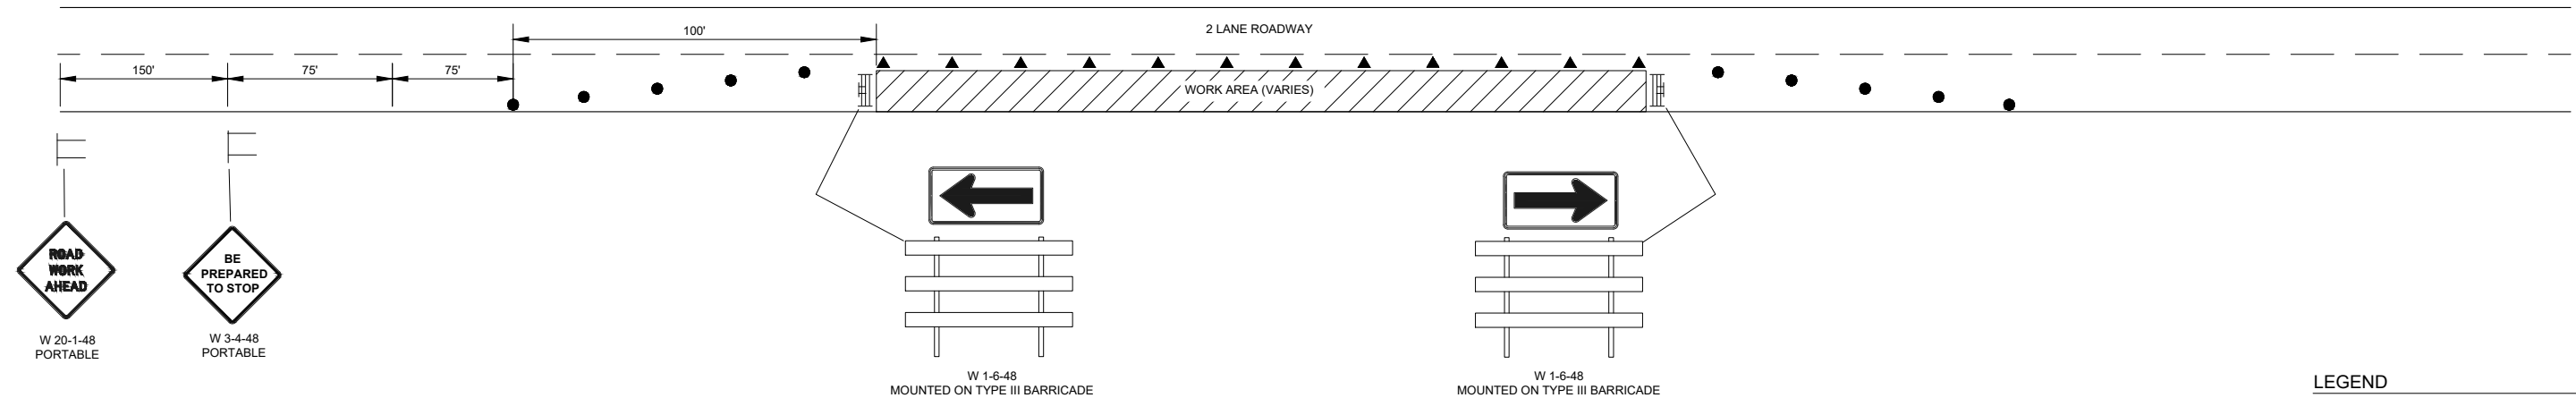 2 LANE ROADWAY
100'
150'
75'
75'
WORK AREA (VARIES)
ROAD
WORK
AHEAD
W 20-1-48
PORTABLE
BE
PREPARED
TO STOP
W 3-4-48
PORTABLE
W 1-6-48
MOUNTED ON TYPE III BARRICADE
W 1-6-48
MOUNTED ON TYPE III BARRICADE
LEGEND